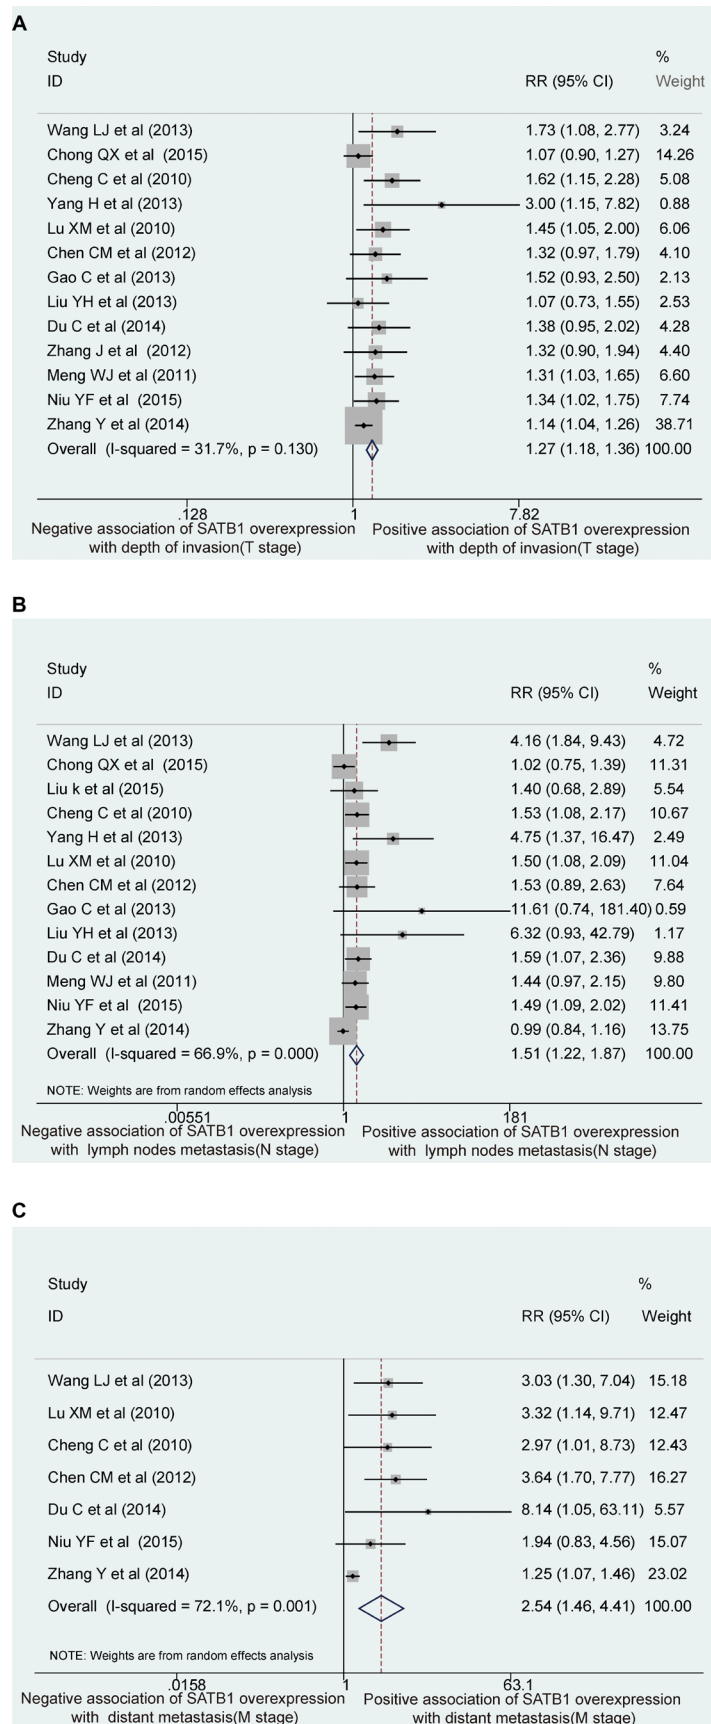 A
Study %
ID RR (95% CI) Weight
Wang LJ et al (2013) 1.73 (1.08, 2.77) 3.24
Chong QX et al (2015) 1.07 (0.90, 1.27) 14.26
Cheng C et al (2010) 1.62 (1.15, 2.28) 5.08
Yang H et al (2013) 3.00 (1.15, 7.82) 0.88
Lu XM et al (2010) 1.45 (1.05, 2.00) 6.06
Chen CM et al (2012) 1.32 (0.97, 1.79) 4.10
Gao C et al (2013) 1.52 (0.93, 2.50) 2.13
Liu YH et al (2013) 1.07 (0.73, 1.55) 2.53
Du C et al (2014) 1.38 (0.95, 2.02) 4.28
Zhang J et al (2012) 1.32 (0.90, 1.94) 4.40
Meng WJ et al (2011) 1.31 (1.03, 1.65) 6.60
Niu YF et al (2015) 1.34 (1.02, 1.75) 7.74
Zhang Y et al (2014) 1.14 (1.04, 1.26) 38.71
Overall (I-squared = 31.7%, p = 0.130) 1.27 (1.18, 1.36) 100.00
.128 1 7.82
Negative association of SATB1 overexpression Positive association of SATB1 overexpression
with depth of invasion(T stage) with depth of invasion(T stage)
B
Study %
ID RR (95% CI) Weight
Wang LJ et al (2013) 4.16 (1.84, 9.43) 4.72
Chong QX et al (2015) 1.02 (0.75, 1.39) 11.31
Liu k et al (2015) 1.40 (0.68, 2.89) 5.54
Cheng C et al (2010) 1.53 (1.08, 2.17) 10.67
Yang H et al (2013) 4.75 (1.37, 16.47) 2.49
Lu XM et al (2010) 1.50 (1.08, 2.09) 11.04
Chen CM et al (2012) 1.53 (0.89, 2.63) 7.64
Gao C et al (2013) 11.61 (0.74, 181.40) 0.59
Liu YH et al (2013) 6.32 (0.93, 42.79) 1.17
Du C et al (2014) 1.59 (1.07, 2.36) 9.88
Meng WJ et al (2011) 1.44 (0.97, 2.15) 9.80
Niu YF et al (2015) 1.49 (1.09, 2.02) 11.41
Zhang Y et al (2014) 0.99 (0.84, 1.16) 13.75
Overall (I-squared = 66.9%, p = 0.000) 1.51 (1.22, 1.87) 100.00
NOTE: Weights are from random effects analysis
.00551 1 181
Negative association of SATB1 overexpression Positive association of SATB1 overexpression
with lymph nodes metastasis(N stage) with lymph nodes metastasis(N stage)
C
Study %
ID RR (95% CI) Weight
Wang LJ et al (2013) 3.03 (1.30, 7.04) 15.18
Lu XM et al (2010) 3.32 (1.14, 9.71) 12.47
Cheng C et al (2010) 2.97 (1.01, 8.73) 12.43
Chen CM et al (2012) 3.64 (1.70, 7.77) 16.27
Du C et al (2014) 8.14 (1.05, 63.11) 5.57
Niu YF et al (2015) 1.94 (0.83, 4.56) 15.07
Zhang Y et al (2014) 1.25 (1.07, 1.46) 23.02
Overall (I-squared = 72.1%, p = 0.001) 2.54 (1.46, 4.41) 100.00
NOTE: Weights are from random effects analysis
.0158 1 63.1
Negative association of SATB1 overexpression Positive association of SATB1 overexpression
with distant metastasis(M stage) with distant metastasis(M stage)